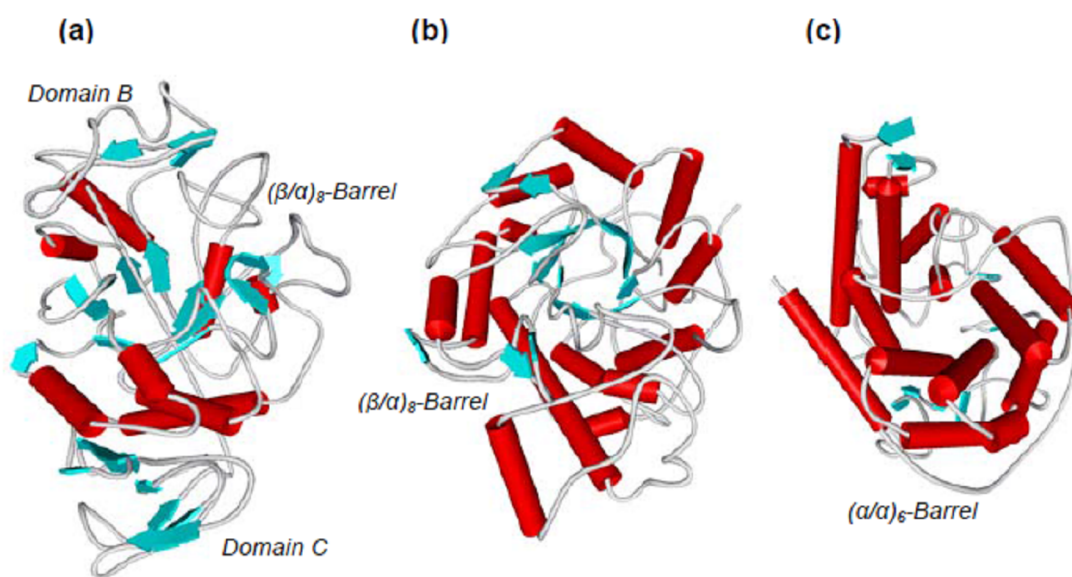 (a)
(b)
(c)
Domain B
(β/α)₈-Barrel
(β/α)₈-Barrel
(α/α)₆-Barrel
Domain C